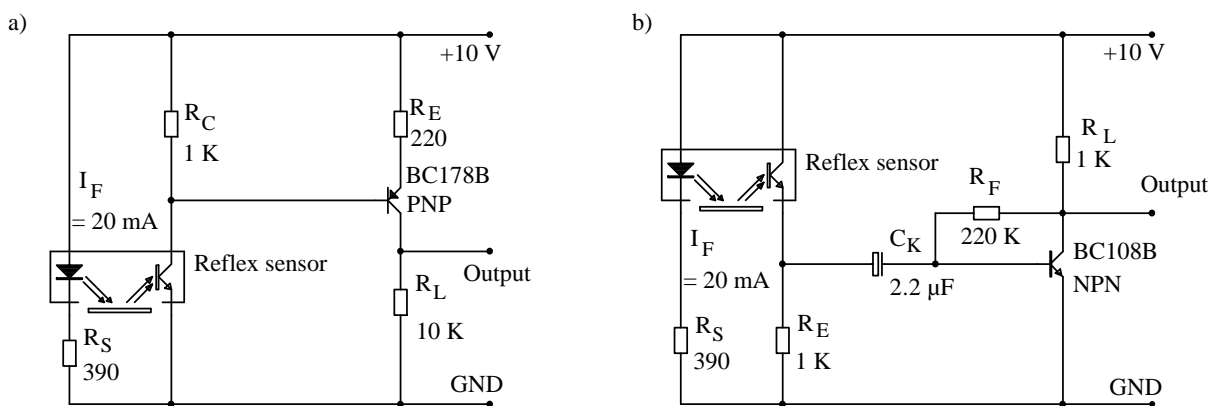 a)
+10 V
R_C
1 K
R_E
220
I_F
= 20 mA
BC178B
PNP
Reflex sensor
Output
R_L
10 K
R_S
390
GND
b)
+10 V
R_L
1 K
Reflex sensor
R_F
220 K
Output
I_F
= 20 mA
C_K
2.2 μF
BC108B
NPN
R_S
390
R_E
1 K
GND